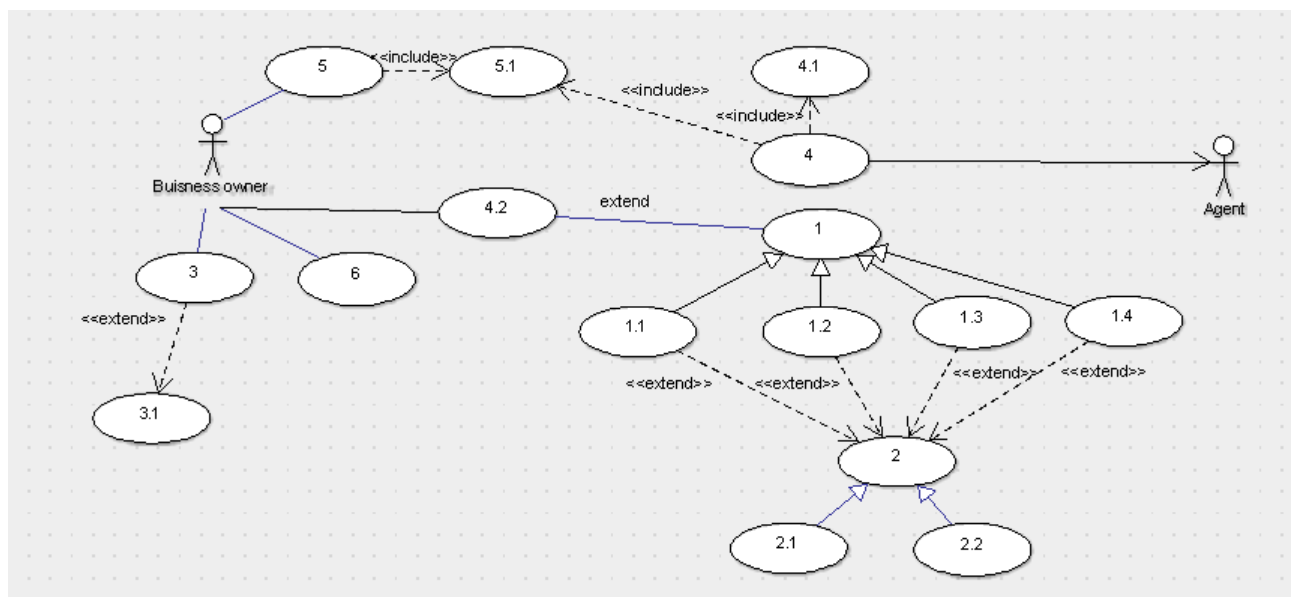 5
<<include>>
5.1
4.1
<<include>>
<<include>>
4
Buisness owner
Agent
4.2
extend
1
3
6
<<extend>>
1.1
1.2
1.3
1.4
<<extend>>
<<extend>>
<<extend>>
<<extend>>
3.1
2
2.1
2.2